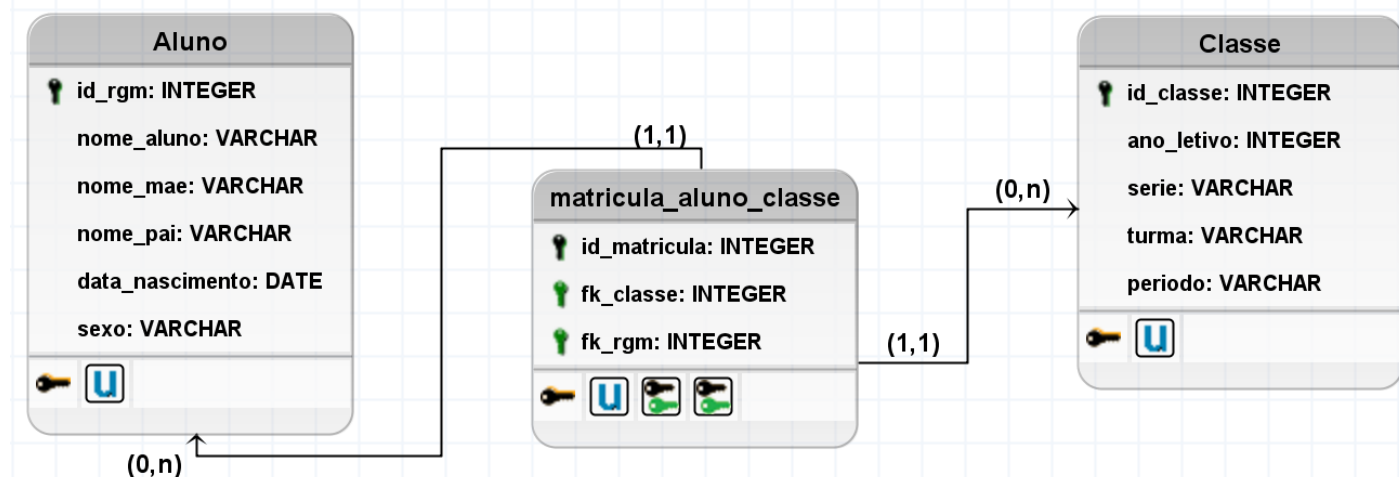 Aluno
id_rgm: INTEGER
nome_aluno: VARCHAR
nome_mae: VARCHAR
nome_pai: VARCHAR
data_nascimento: DATE
sexo: VARCHAR
U
(0,n)
(1,1)
matricula_aluno_classe
id_matricula: INTEGER
fk_classe: INTEGER
fk_rgm: INTEGER
U
(1,1)
(0,n)
Classe
id_classe: INTEGER
ano_letivo: INTEGER
serie: VARCHAR
turma: VARCHAR
periodo: VARCHAR
U